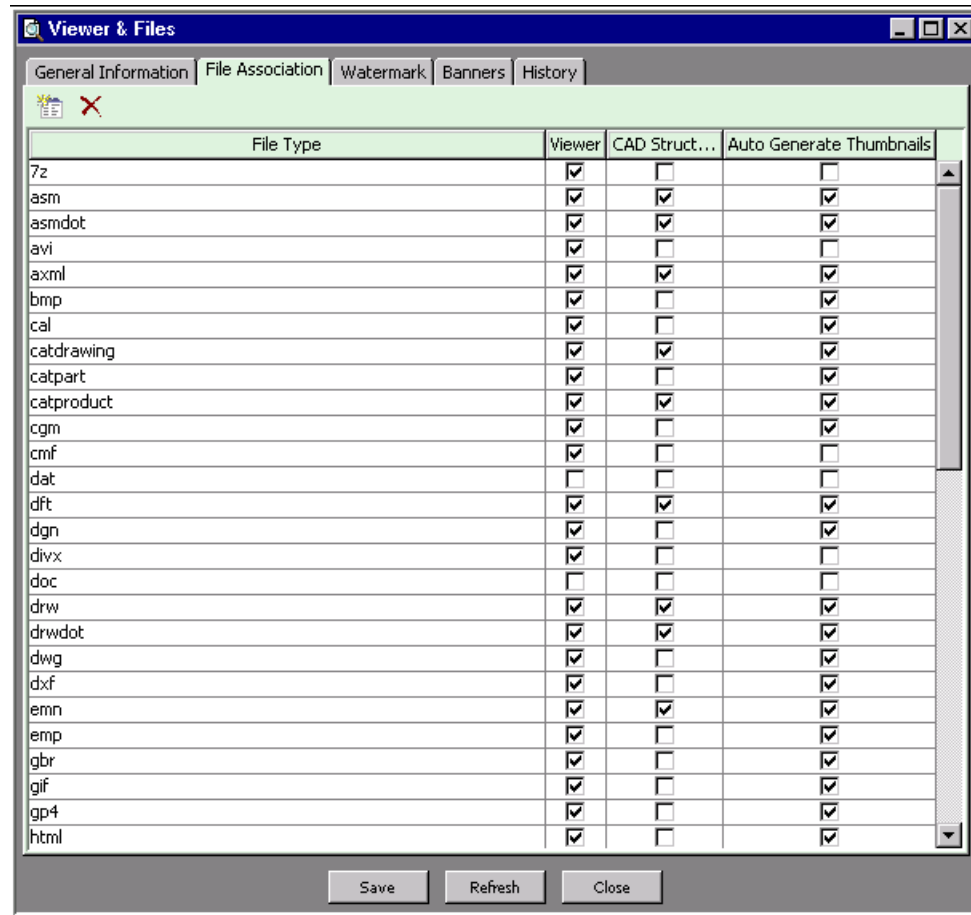 Viewer & Files
General Information File Association Watermark Banners History
File Type Viewer CAD Struct... Auto Generate Thumbnails
7z
asm
asmdot
avi
axml
bmp
cal
catdrawing
catpart
catproduct
cgm
cmf
dat
dft
dgn
divx
doc
drw
drwdot
dwg
dxf
emn
emp
gbr
gif
gp4
html
Save Refresh Close